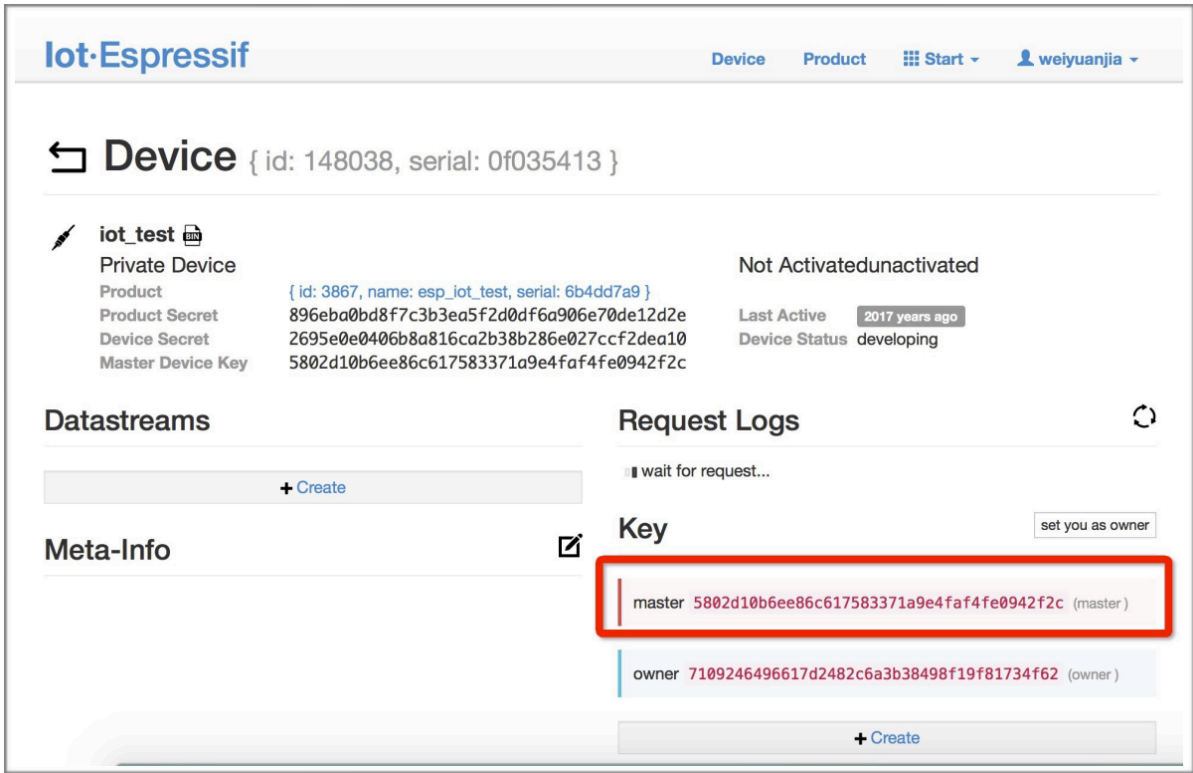 Iot·Espressif
Device Product Start weiyuanjia
Device { id: 148038, serial: 0f035413 }
iot_test BIN
Private Device
Not Activatedunactivated
Product { id: 3867, name: esp_iot_test, serial: 6b4dd7a9 }
Product Secret 896eba0bd8f7c3b3ea5f2d0df6a906e70de12d2e
Last Active 2017 years ago
Device Secret 2695e0e0406b8a816ca2b38b286e027ccf2dea10
Device Status developing
Master Device Key 5802d10b6ee86c617583371a9e4faf4fe0942f2c
Datastreams
+ Create
Meta-Info
Request Logs
wait for request...
Key
set you as owner
master 5802d10b6ee86c617583371a9e4faf4fe0942f2c (master )
owner 7109246496617d2482c6a3b38498f19f81734f62 (owner )
+ Create